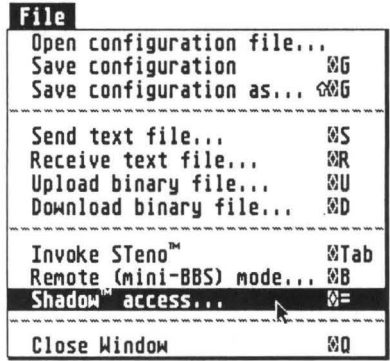 File
Open configuration file...
Save configuration ◊G
Save configuration as... ⇧◊G
Send text file... ◊S
Receive text file... ◊R
Upload binary file... ◊U
Download binary file... ◊D
Invoke STeno™ ◊Tab
Remote (mini-BBS) mode... ◊B
Shadow™ access... ◊=
Close Window ◊Q